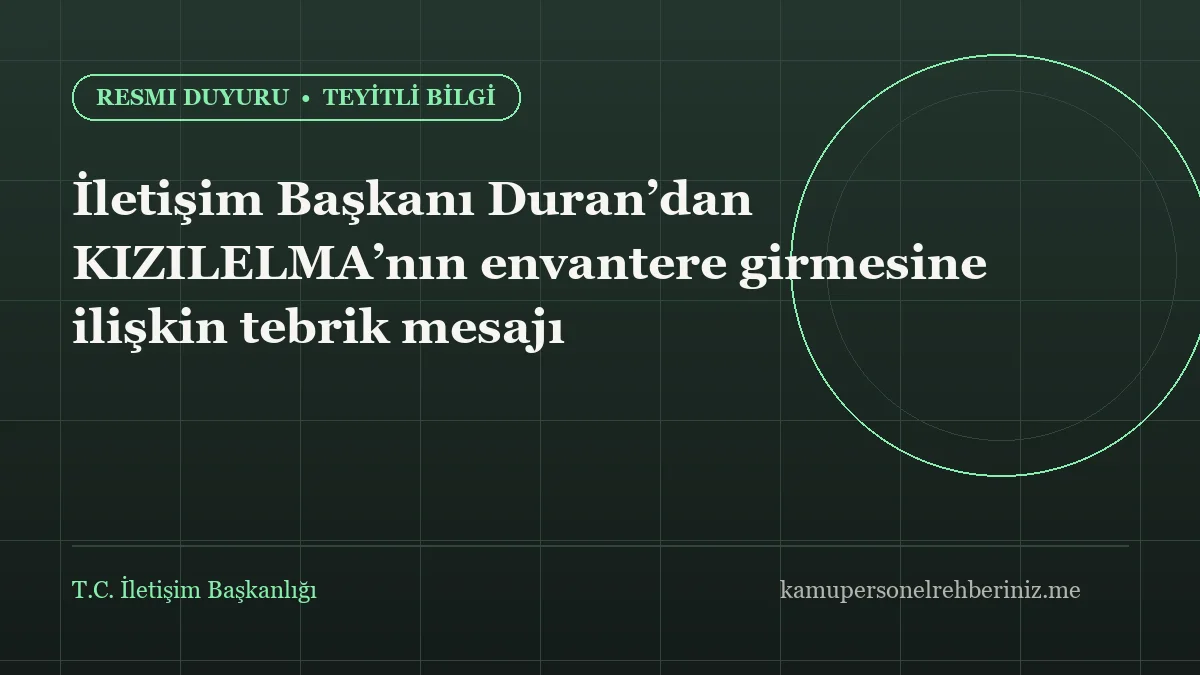 RESMI DUYURU • TEYİTLİ BİLGİ
İletişim Başkanı Duran’dan
KIZILELMA’nın envantere girmesine
ilişkin tebrik mesajı
T.C. İletişim Başkanlığı
kamupersonelrehberiniz.me